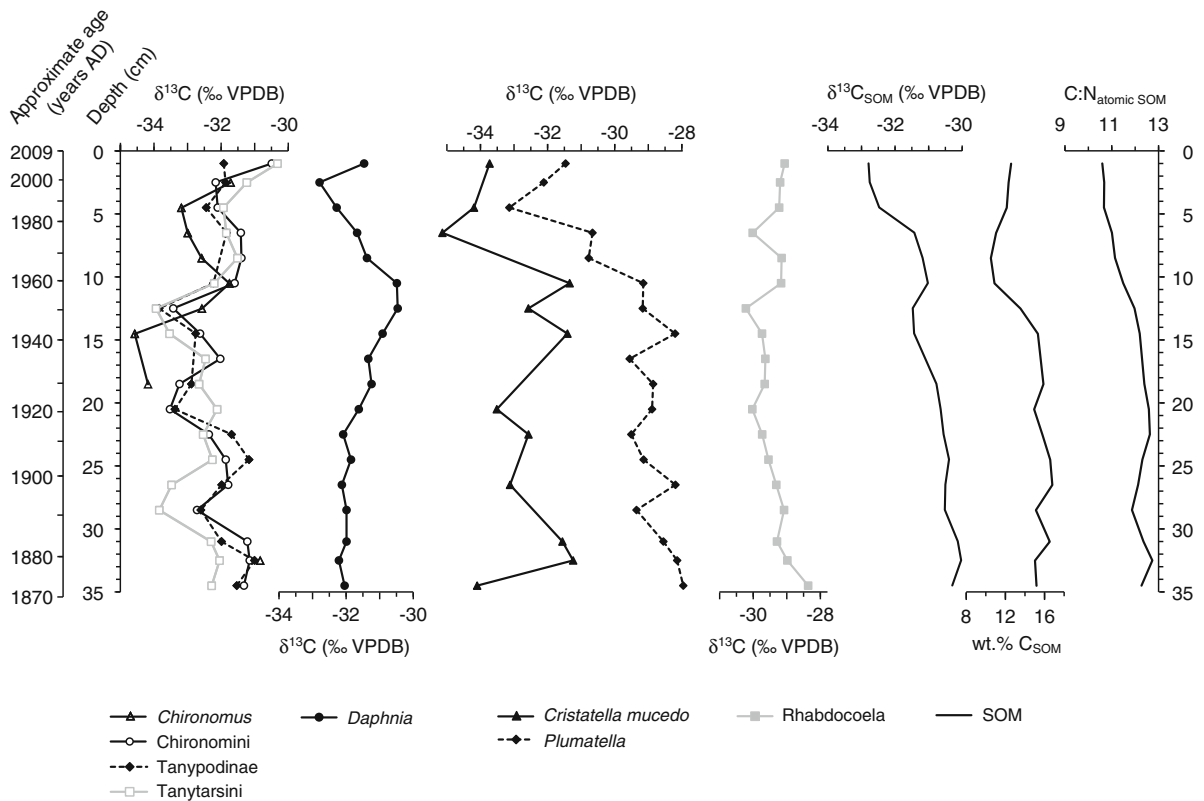 Approximate age
(years AD)
Depth (cm)
δ13C (‰ VPDB)
δ13C (‰ VPDB)
δ13CSOM (‰ VPDB)
C:Natomic SOM
-34 -32 -30
-34 -32 -30 -28
-34 -32 -30
9 11 13
2009
2000
1980
1960
1940
1920
1900
1880
1870
0
5
10
15
20
25
30
35
0
5
10
15
20
25
30
35
-34 -32 -30
δ13C (‰ VPDB)
-30 -28
δ13C (‰ VPDB)
8 12 16
wt.% CSOM
Chironomus
Chironomini
Tanypodinae
Tanytarsini
Daphnia
Cristatella mucedo
Plumatella
Rhabdocoela
SOM